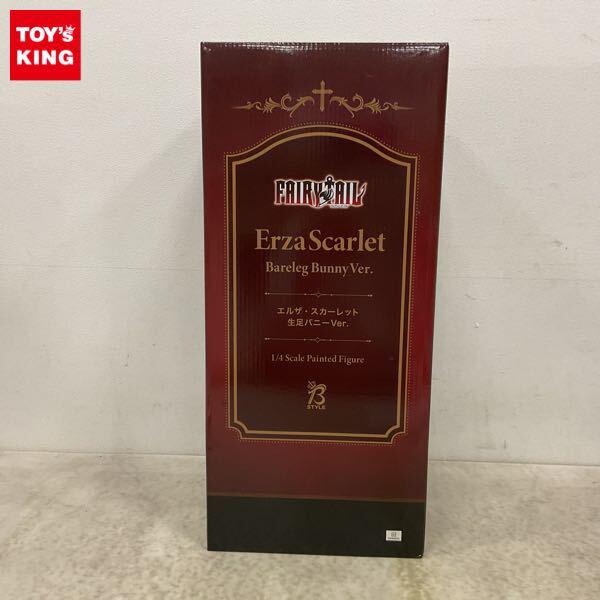 TOY's
KING
FAIRY TAIL
Erza Scarlet
Bareleg Bunny Ver.
エルザ・スカーレット
生足バニーVer.
1/4 Scale Painted Figure
B
STYLE